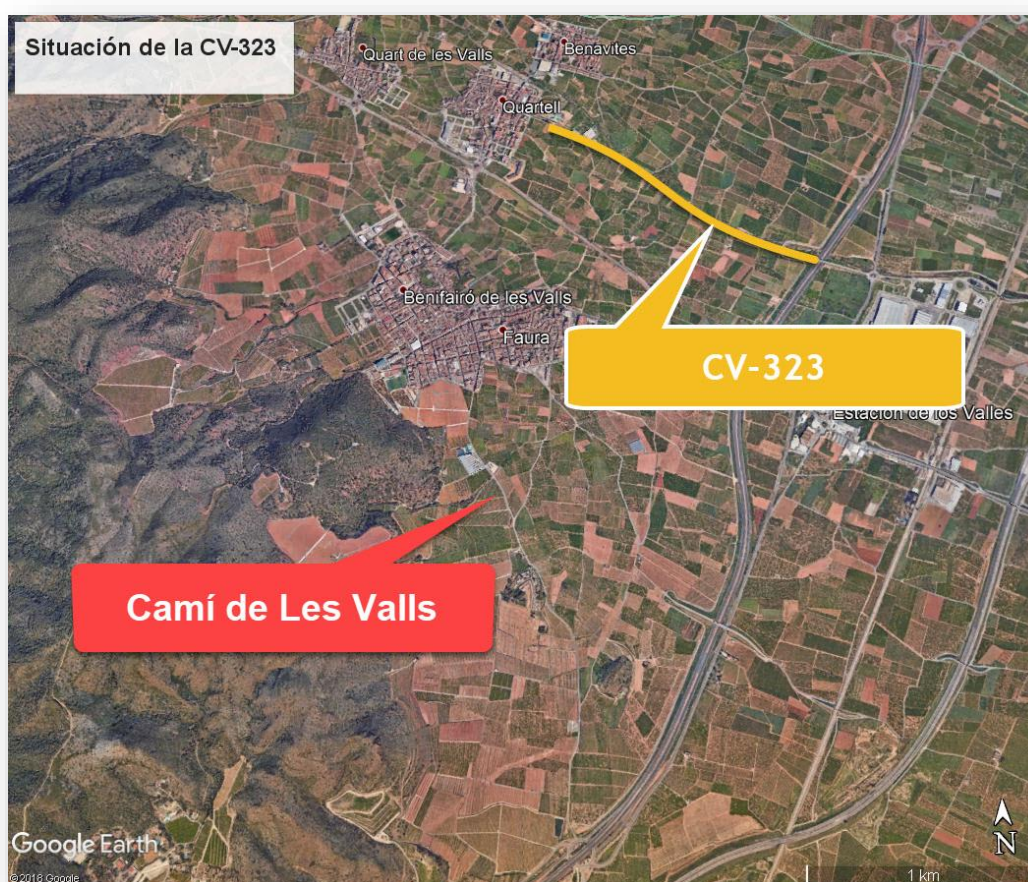 Situación de la CV-323
Quart de les Valls
Benavites
Quartell
Benifairó de les Valls
Faura
CV-323
Estación de los Valles
Camí de Les Valls
Google Earth
N
©2018 Google
1 km